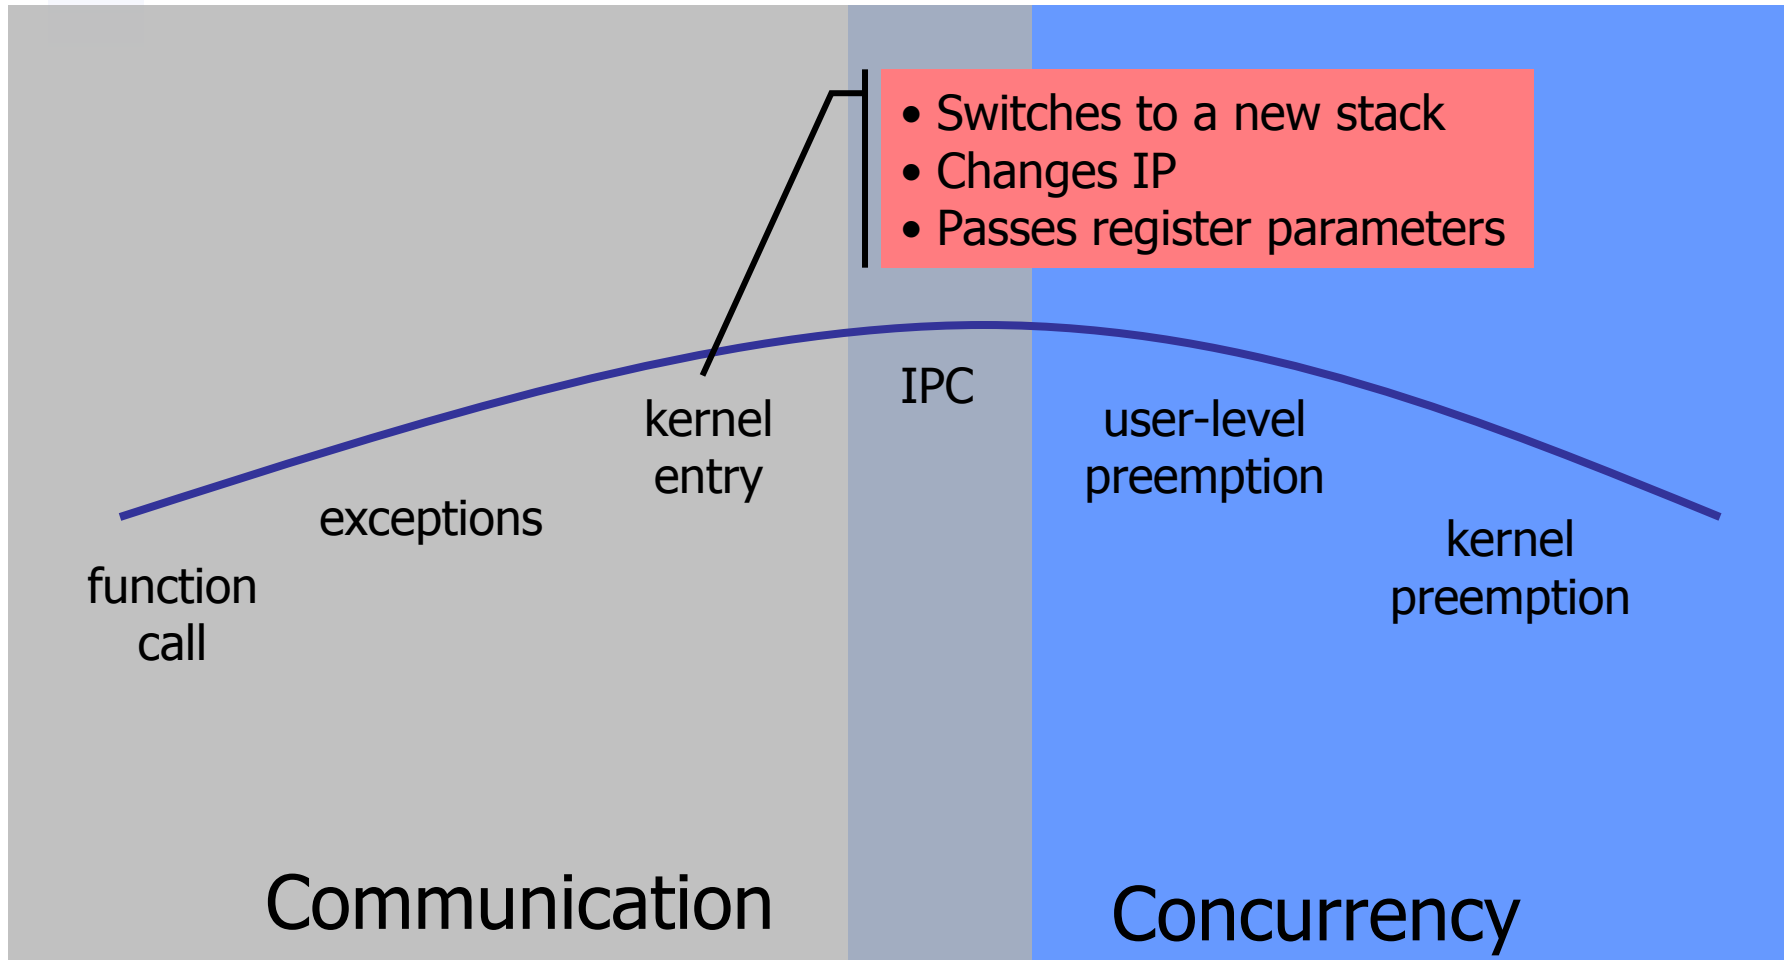 • Switches to a new stack
• Changes IP
• Passes register parameters
IPC
kernel
entry
user-level
preemption
exceptions
kernel
preemption
function
call
Communication
Concurrency